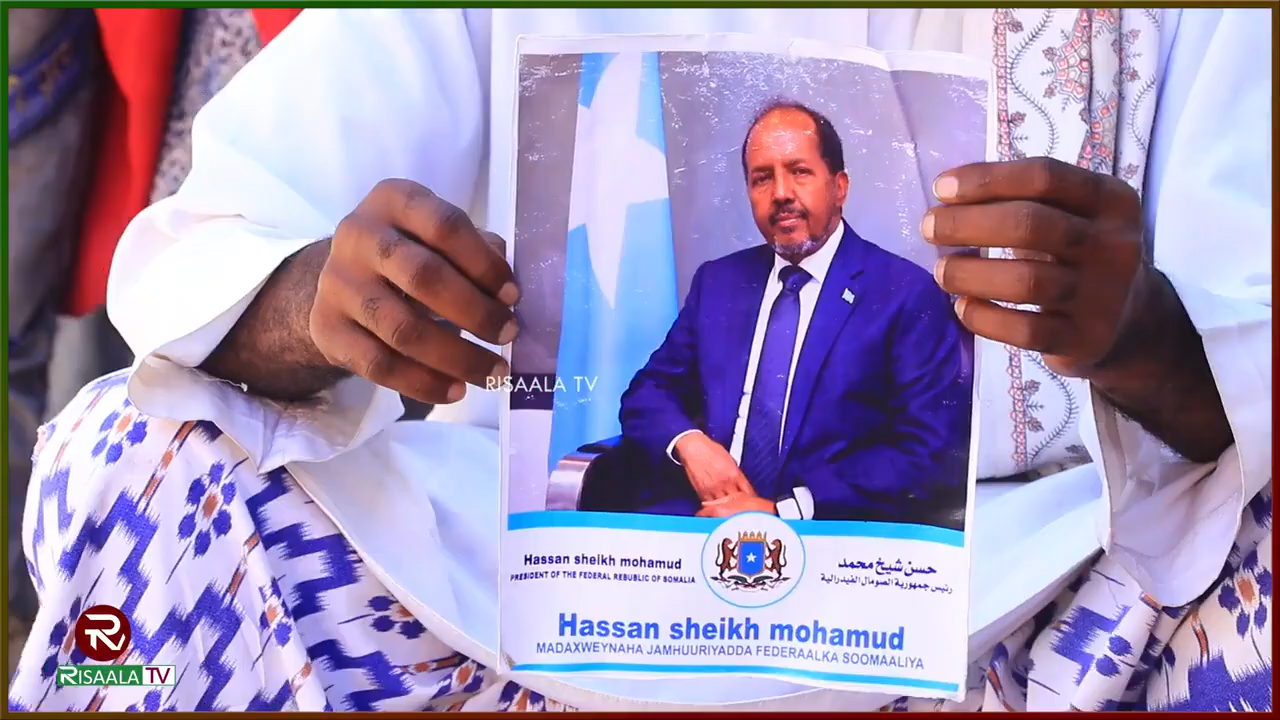 RISAALA TV
Hassan sheikh mohamud
PRESIDENT OF THE FEDERAL REBUBLIC OF SOMALIA
حسن شيخ محمد
رئيس جمهورية الصومال الفيدرالية
Hassan sheikh mohamud
MADAXWEYNAHA JAMHUURIYADDA FEDERAALKA SOOMAALIYA
RISAALA TV